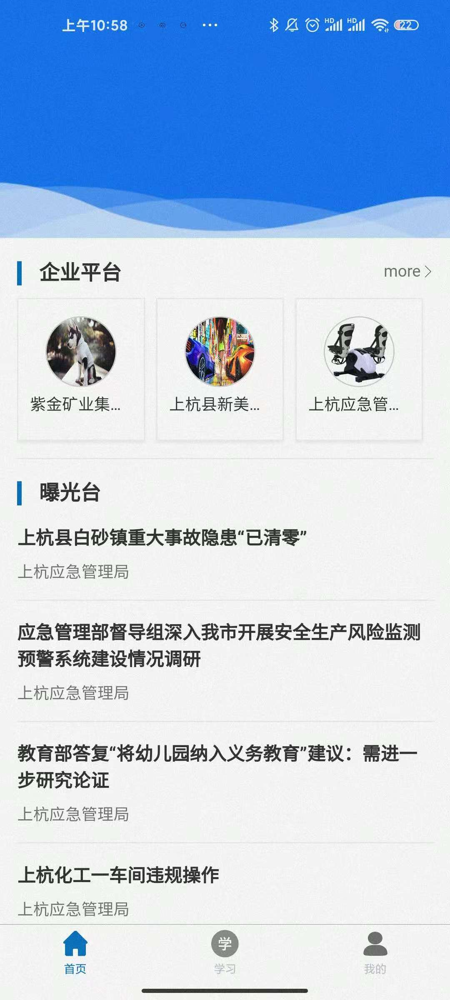 上午10:58
HD HD 22
企业平台 more
紫金矿业集... 上杭县新美... 上杭应急管...
曝光台
上杭县白砂镇重大事故隐患“已清零”
上杭应急管理局
应急管理部督导组深入我市开展安全生产风险监测
预警系统建设情况调研
上杭应急管理局
教育部答复“将幼儿园纳入义务教育”建议：需进一
步研究论证
上杭应急管理局
上杭化工一车间违规操作
上杭应急管理局
学
首页 学习 我的